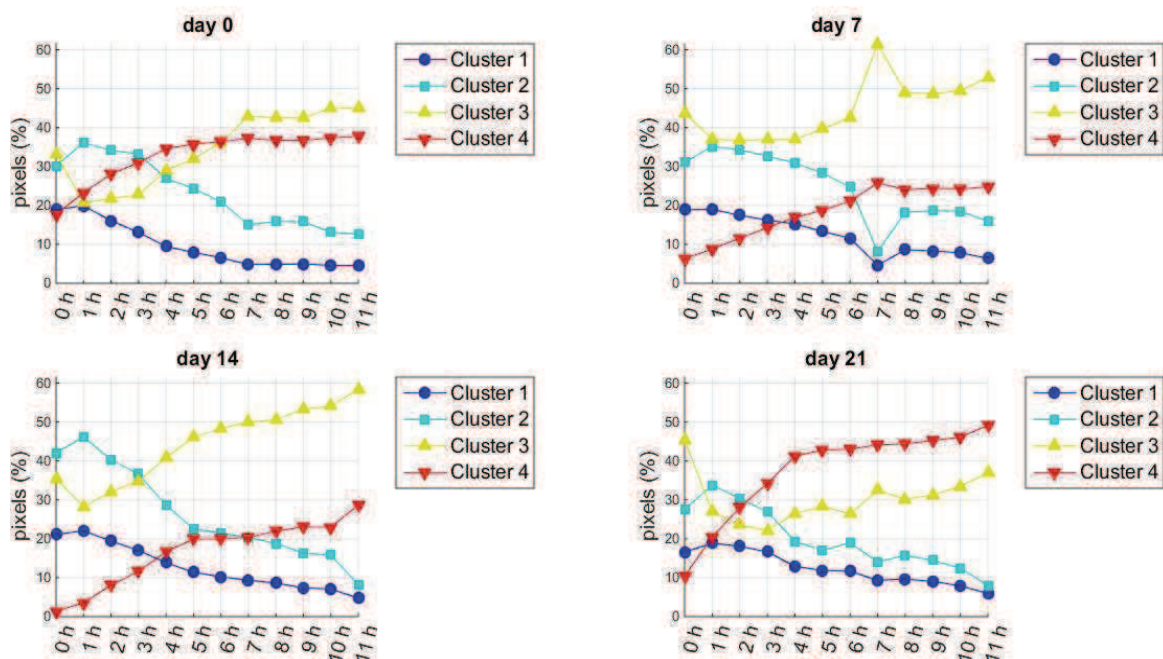 day 0
60
50
40
30
20
10
0
pixels (%)
0 h 1 h 2 h 3 h 4 h 5 h 6 h 7 h 8 h 9 h 10 h 11 h
Cluster 1
Cluster 2
Cluster 3
Cluster 4
day 7
60
50
40
30
20
10
0
pixels (%)
0 h 1 h 2 h 3 h 4 h 5 h 6 h 7 h 8 h 9 h 10 h 11 h
Cluster 1
Cluster 2
Cluster 3
Cluster 4
day 14
60
50
40
30
20
10
0
pixels (%)
0 h 1 h 2 h 3 h 4 h 5 h 6 h 7 h 8 h 9 h 10 h 11 h
Cluster 1
Cluster 2
Cluster 3
Cluster 4
day 21
60
50
40
30
20
10
0
pixels (%)
0 h 1 h 2 h 3 h 4 h 5 h 6 h 7 h 8 h 9 h 10 h 11 h
Cluster 1
Cluster 2
Cluster 3
Cluster 4